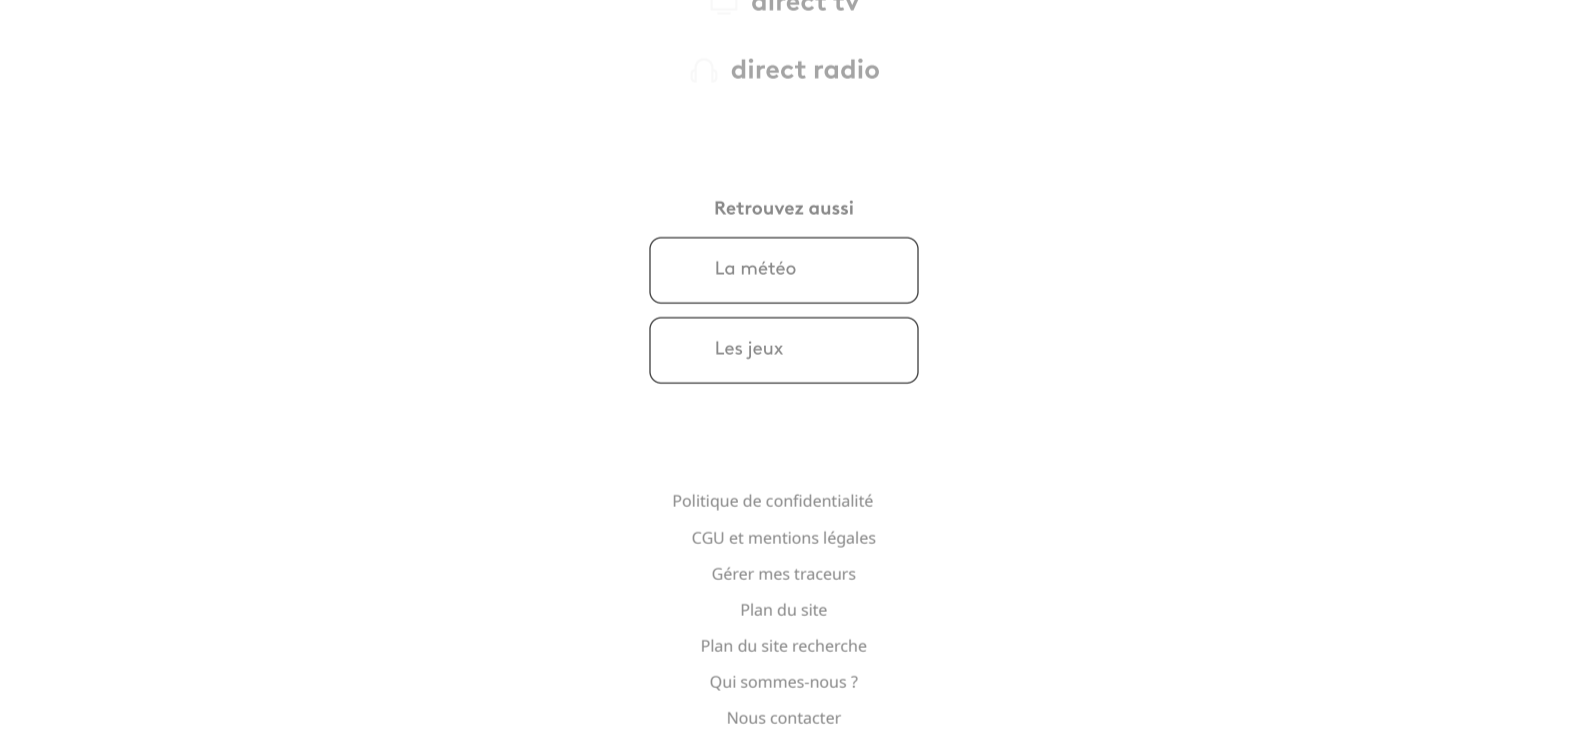 direct tv
direct radio
Retrouvez aussi
La météo
Les jeux
Politique de confidentialité
CGU et mentions légales
Gérer mes traceurs
Plan du site
Plan du site recherche
Qui sommes-nous ?
Nous contacter